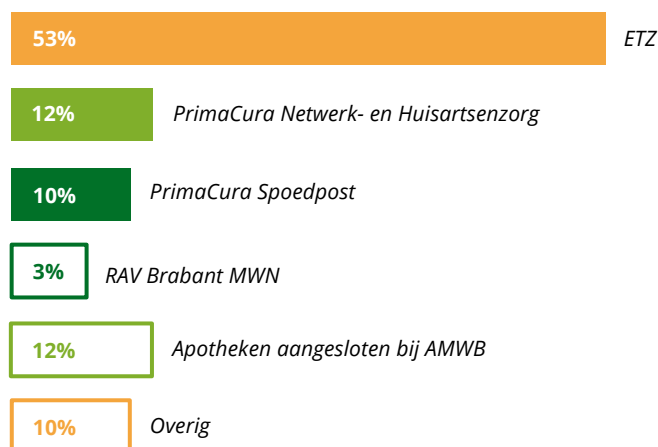 53% ETZ
12% PrimaCura Netwerk- en Huisartsenzorg
10% PrimaCura Spoedpost
3% RAV Brabant MWN
12% Apotheken aangesloten bij AMWB
10% Overig